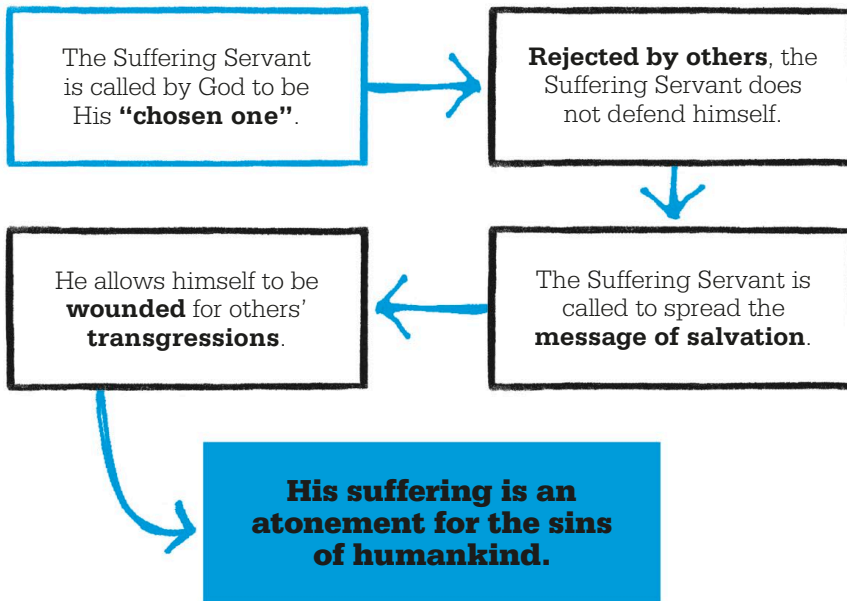 The Suffering Servant
is called by God to be
His “chosen one”.
Rejected by others, the
Suffering Servant does
not defend himself.
The Suffering Servant is
called to spread the
message of salvation.
He allows himself to be
wounded for others’
transgressions.
His suffering is an
atonement for the sins
of humankind.